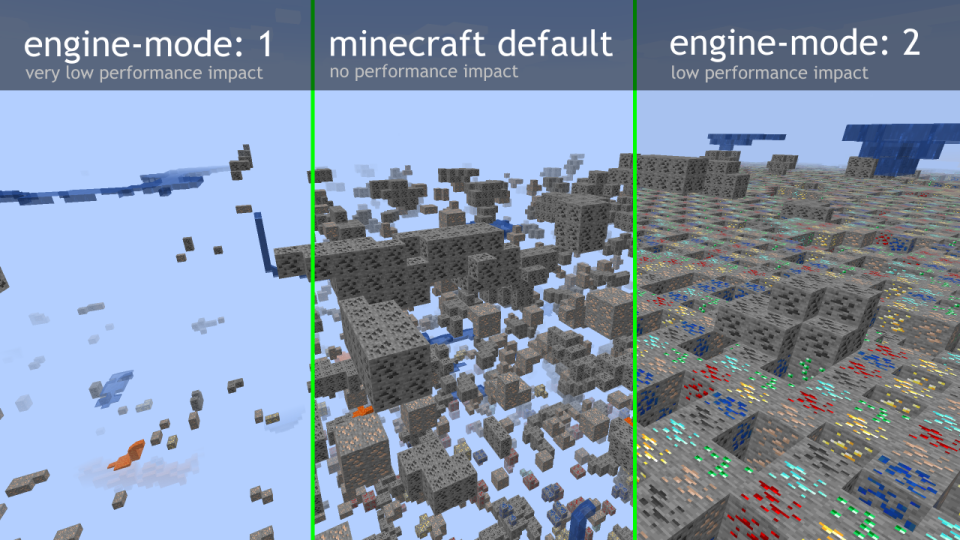 engine-mode: 1
very low performance impact
minecraft default
no performance impact
engine-mode: 2
low performance impact